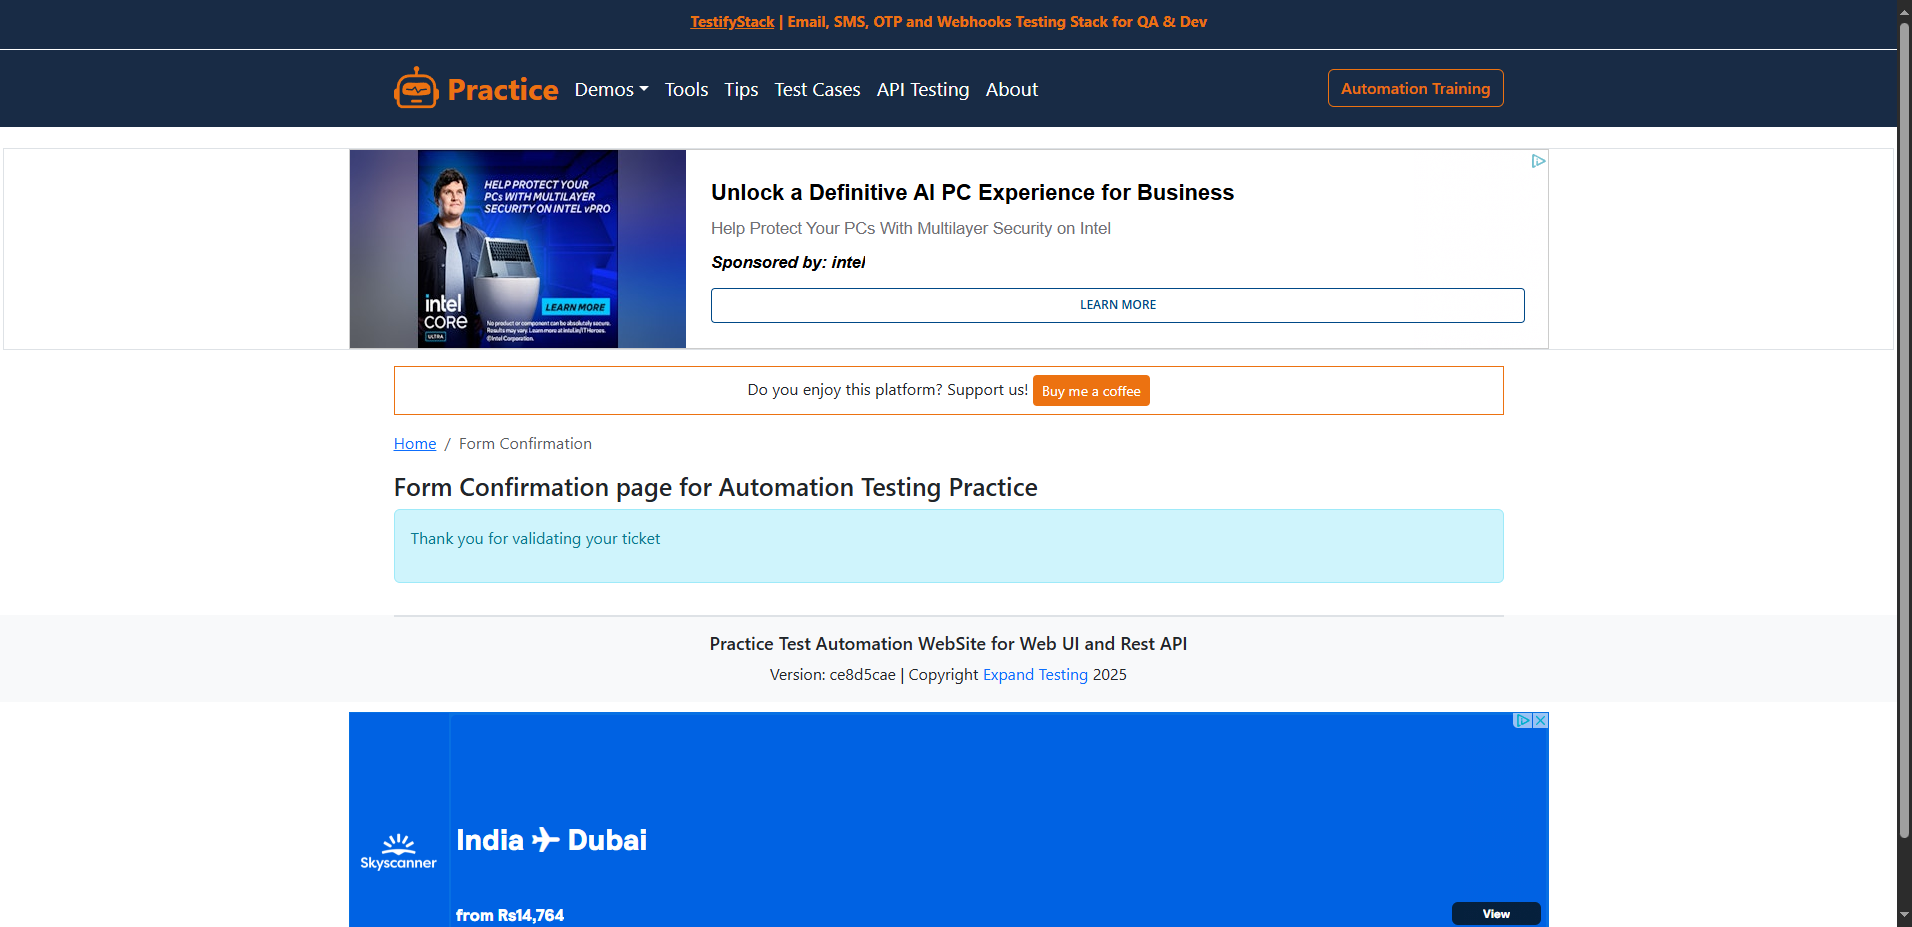 TestifyStack | Email, SMS, OTP and Webhooks Testing Stack for QA & Dev
Practice Demos Tools Tips Test Cases API Testing About Automation Training
HELP PROTECT YOUR
PCs WITH MULTILAYER
SECURITY ON INTEL vPRO
intel
CORE
ULTRA
LEARN MORE
No product or component can be absolutely secure.
Results may vary. Learn more at intel.in/ITHeroes.
©Intel Corporation.
Unlock a Definitive AI PC Experience for Business
Help Protect Your PCs With Multilayer Security on Intel
Sponsored by: intel
LEARN MORE
Do you enjoy this platform? Support us! Buy me a coffee
Home / Form Confirmation
Form Confirmation page for Automation Testing Practice
Thank you for validating your ticket
Practice Test Automation WebSite for Web UI and Rest API
Version: ce8d5cae | Copyright Expand Testing 2025
Skyscanner
India Dubai
from Rs14,764
View